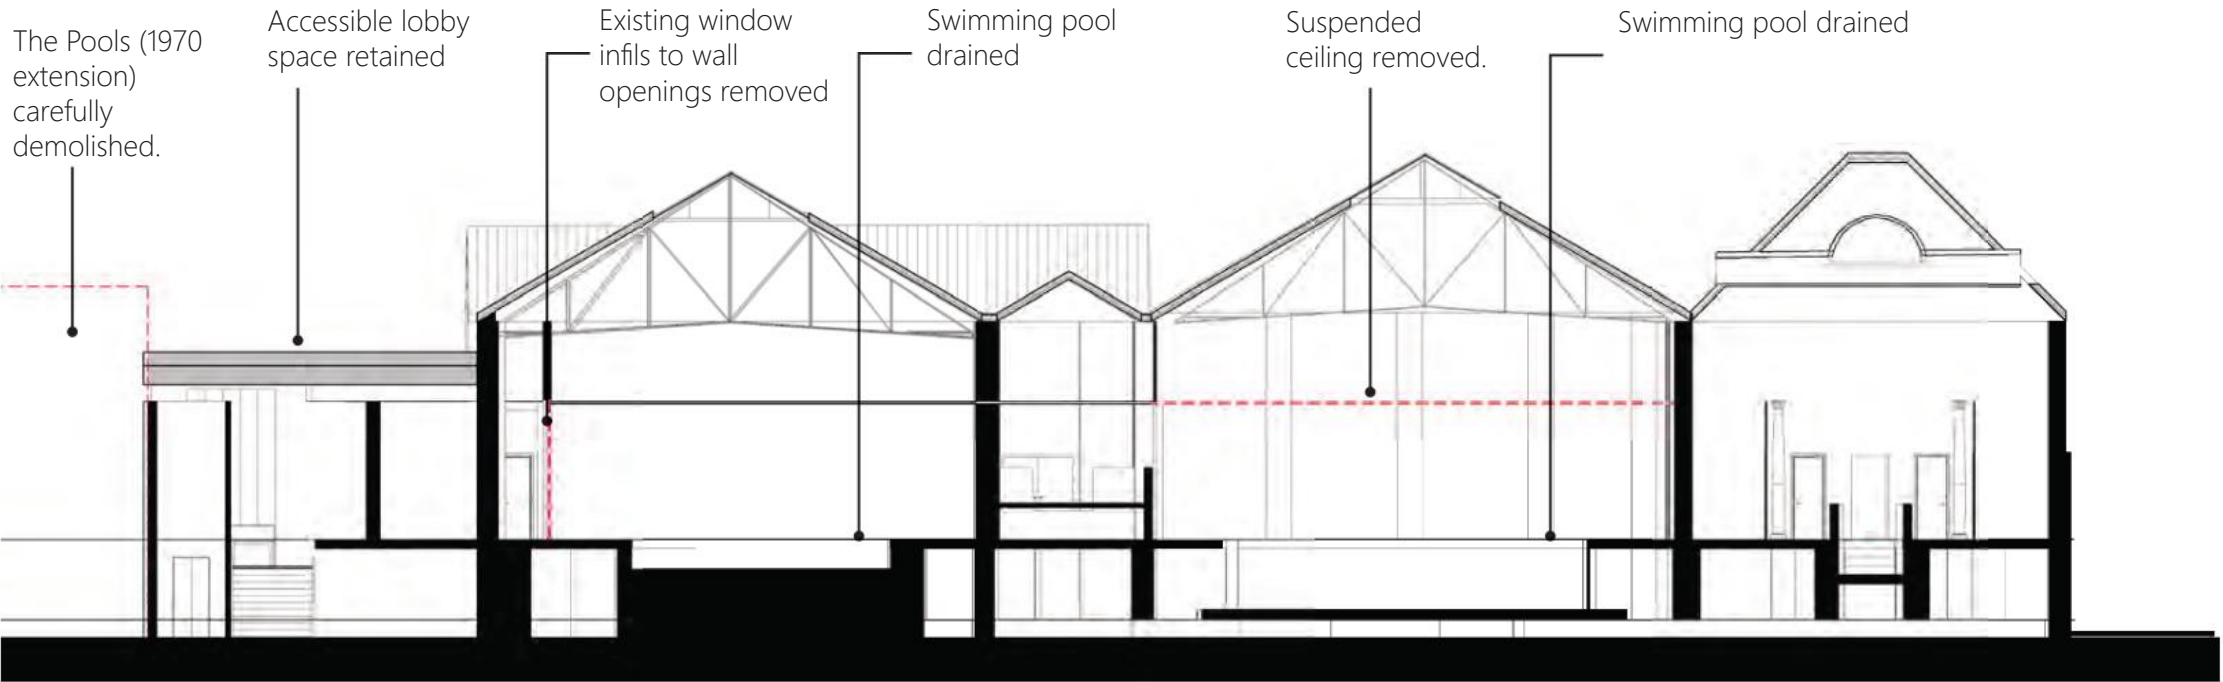 The Pools (1970
extension)
carefully
demolished.
Accessible lobby
space retained
Existing window
infils to wall
openings removed
Swimming pool
drained
Suspended
ceiling removed.
Swimming pool drained